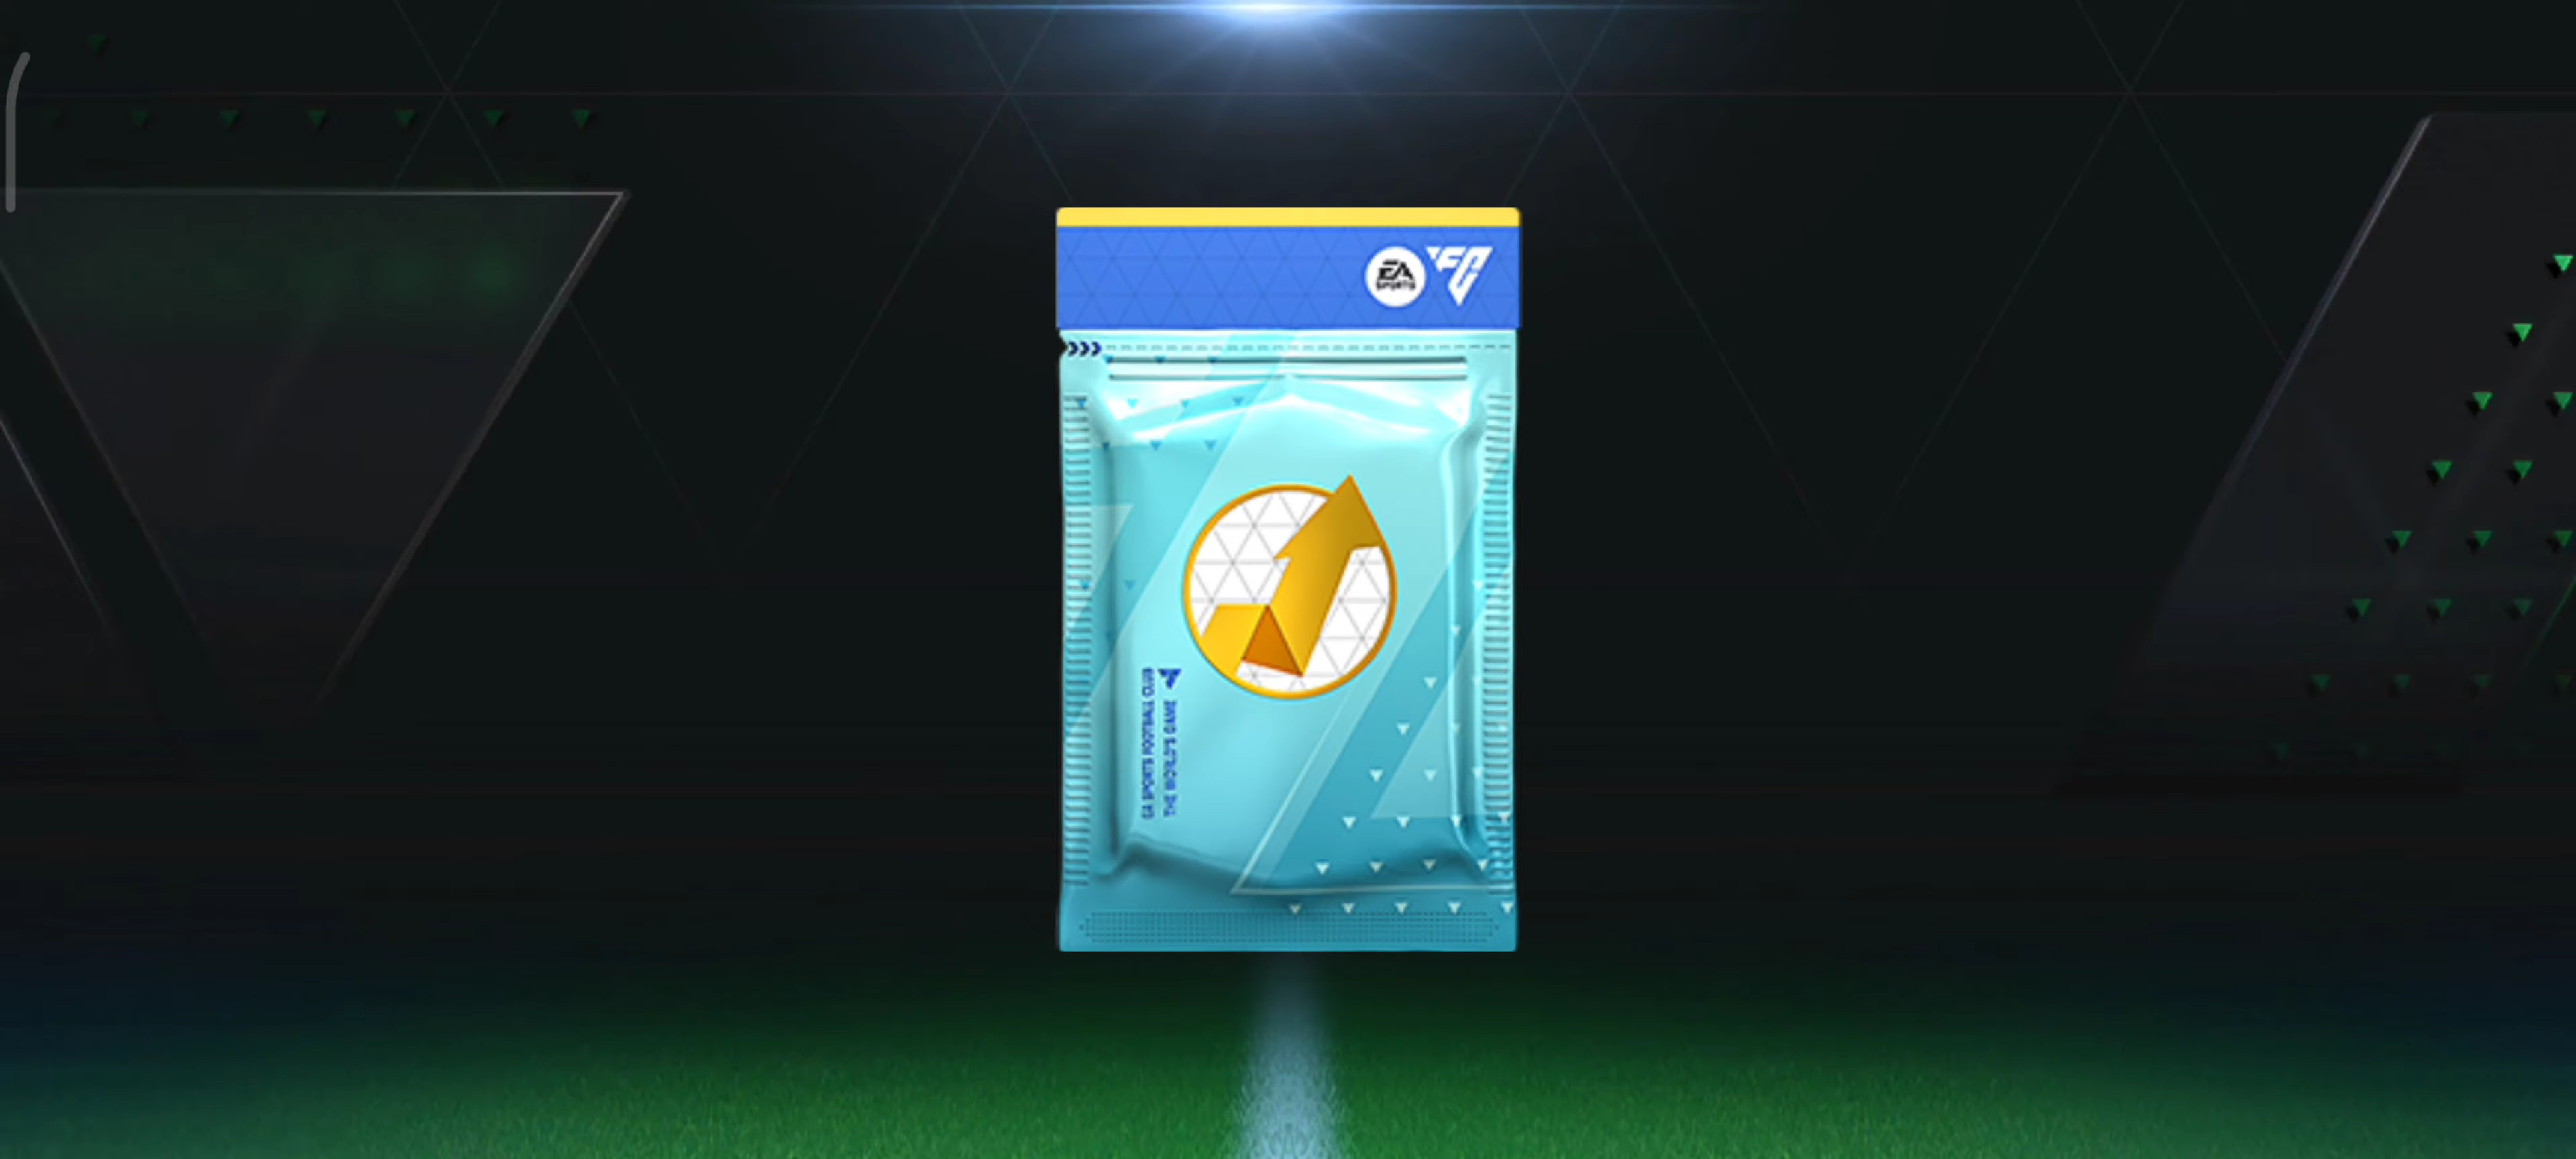 EA
SPORTS
FC
EA SPORTS FOOTBALL CLUB
THE WORLD'S GAME